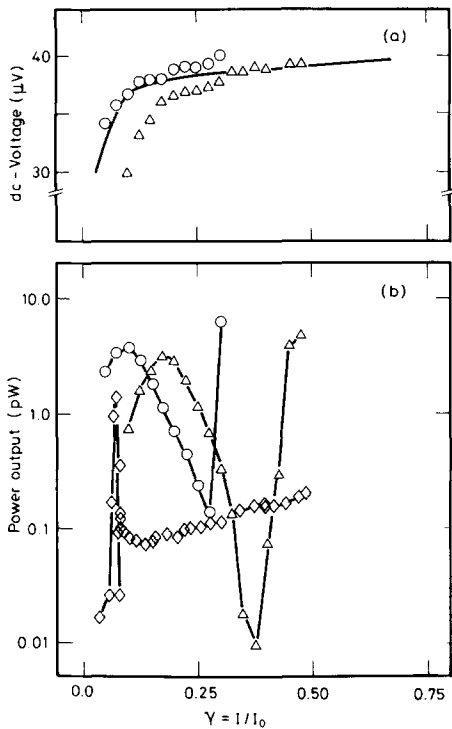 (a)
40
30
dc - Voltage (μV)
(b)
10.0
1.0
0.1
0.01
Power output (pW)
0.0
0.25
0.50
0.75
γ = I/I₀